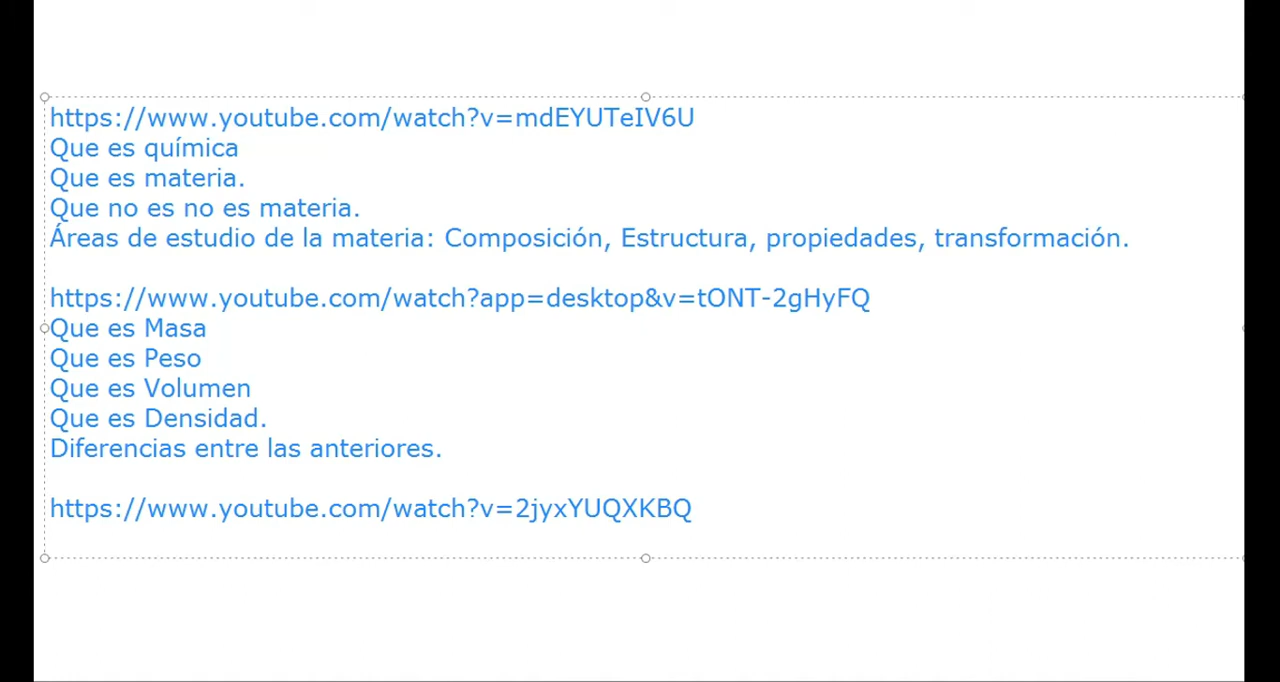 https://www.youtube.com/watch?v=mdEYUTeIV6U
Que es química
Que es materia.
Que no es no es materia.
Áreas de estudio de la materia: Composición, Estructura, propiedades, transformación.
https://www.youtube.com/watch?app=desktop&v=tONT-2gHyFQ
Que es Masa
Que es Peso
Que es Volumen
Que es Densidad.
Diferencias entre las anteriores.
https://www.youtube.com/watch?v=2jyxYUQXKBQ